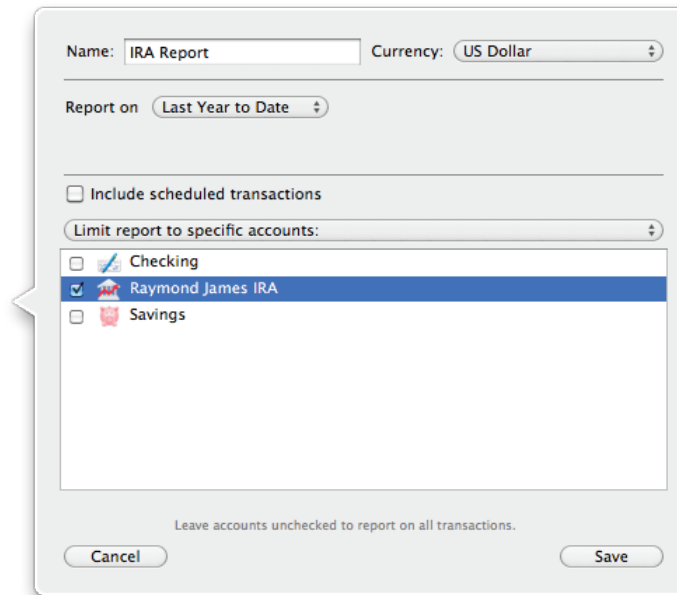 Name: IRA Report Currency: US Dollar
Report on Last Year to Date
Include scheduled transactions
Limit report to specific accounts:
Checking
Raymond James IRA
Savings
Leave accounts unchecked to report on all transactions.
Cancel Save